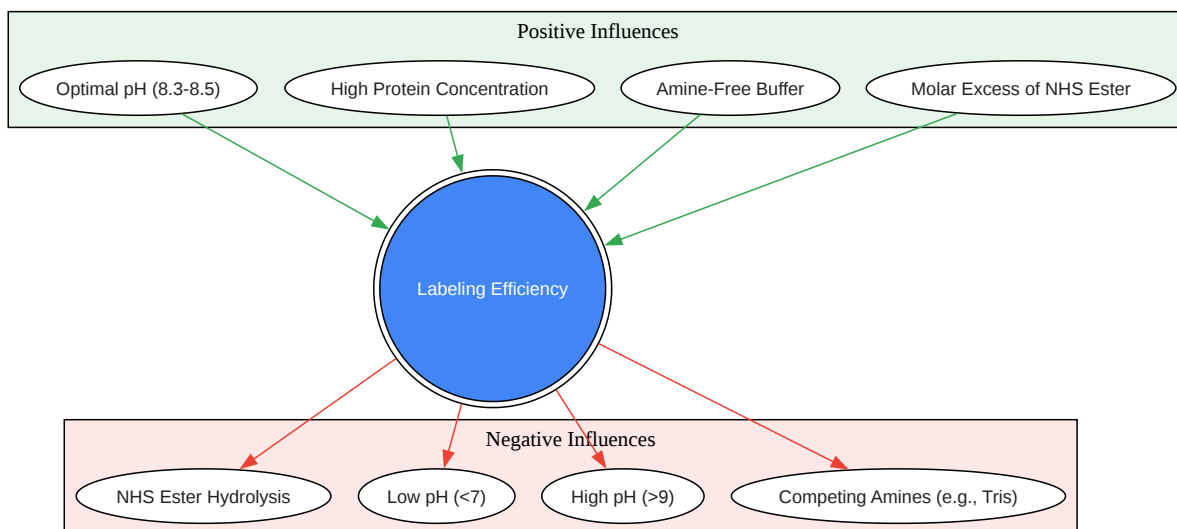 Positive Influences
Optimal pH (8.3-8.5)
High Protein Concentration
Amine-Free Buffer
Molar Excess of NHS Ester
Labeling Efficiency
Negative Influences
NHS Ester Hydrolysis
Low pH (<7)
High pH (>9)
Competing Amines (e.g., Tris)